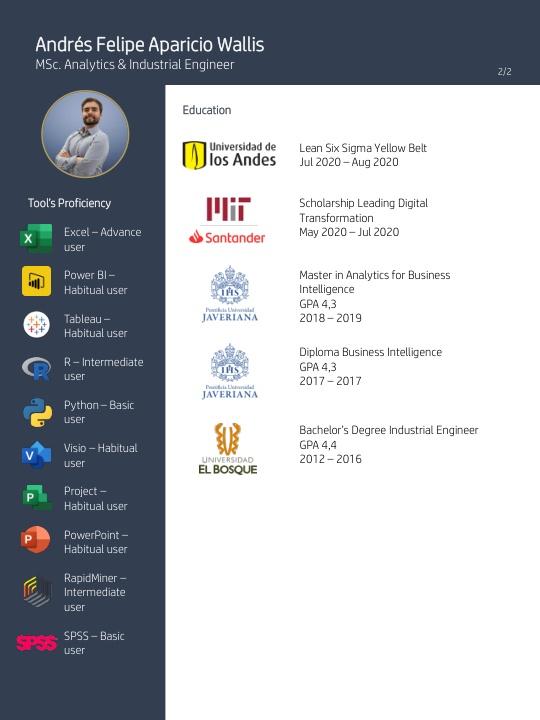 Andrés Felipe Aparicio Wallis
MSc. Analytics & Industrial Engineer
2/2
Tool's Proficiency
X
Excel – Advance
user
Power BI –
Habitual user
Tableau –
Habitual user
R
R – Intermediate
user
Python – Basic
user
V
Visio – Habitual
user
P
Project –
Habitual user
P
PowerPoint –
Habitual user
RapidMiner –
Intermediate
user
SPSS
SPSS – Basic
user
Education
Universidad de
los Andes
Lean Six Sigma Yellow Belt
Jul 2020 – Aug 2020
MIT
Santander
Scholarship Leading Digital
Transformation
May 2020 – Jul 2020
IHS
Pontificia Universidad
JAVERIANA
Master in Analytics for Business
Intelligence
GPA 4,3
2018 – 2019
IHS
Pontificia Universidad
JAVERIANA
Diploma Business Intelligence
GPA 4,3
2017 – 2017
UNIVERSIDAD
EL BOSQUE
Bachelor's Degree Industrial Engineer
GPA 4,4
2012 – 2016